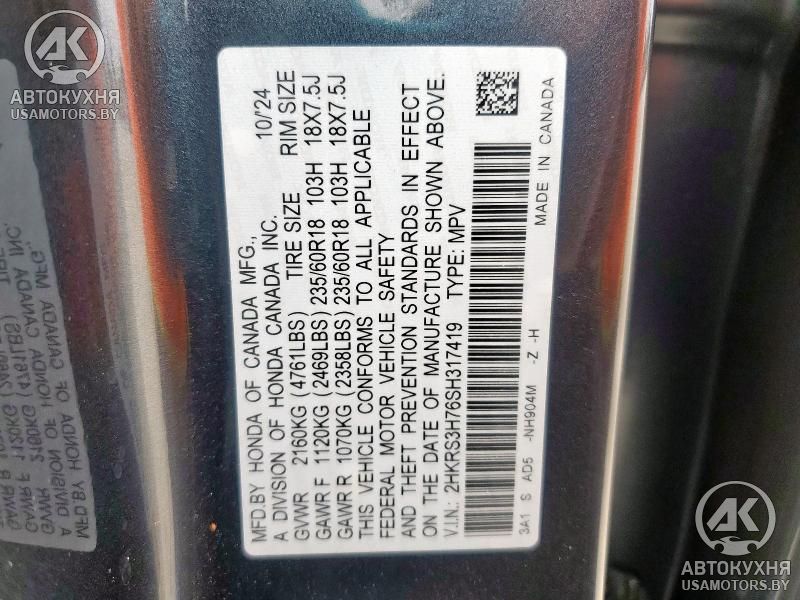 MFD.BY HONDA OF CANADA MFG.,
A DIVISION OF HONDA CANADA INC. 10/'24
GVWR 2160KG (4761LBS) TIRE SIZE RIM SIZE
GAWR F 1120KG (2469LBS) 235/60R18 103H 18X7.5J
GAWR R 1070KG (2358LBS) 235/60R18 103H 18X7.5J
THIS VEHICLE CONFORMS TO ALL APPLICABLE
FEDERAL MOTOR VEHICLE SAFETY
AND THEFT PREVENTION STANDARDS IN EFFECT
ON THE DATE OF MANUFACTURE SHOWN ABOVE.
V.I.N.: 2HKRS3H76SH317419 TYPE: MPV
3A1 S AD5 -NH904M -Z -H
MADE IN CANADA
АК
АВТОКУХНЯ
USAMOTORS.BY
АК
АВТОКУХНЯ
USAMOTORS.BY